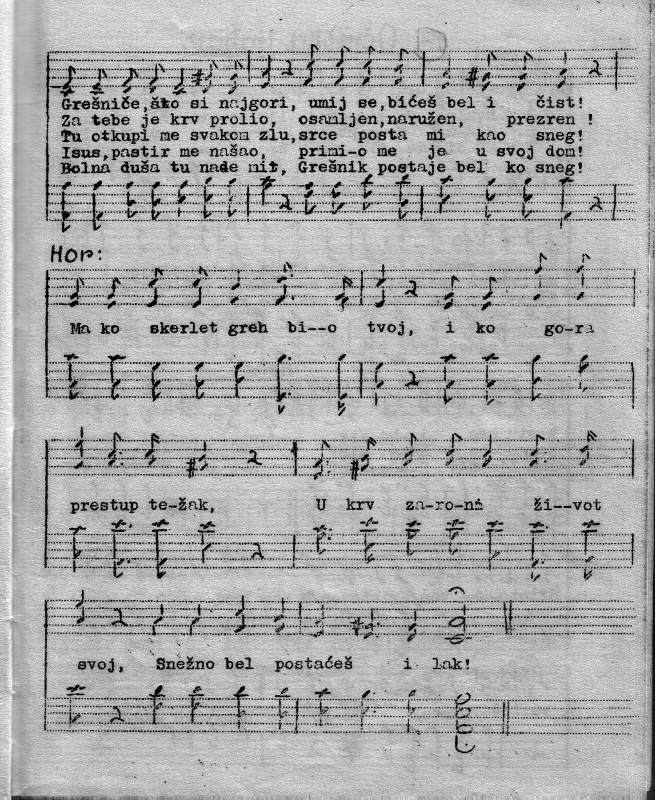 Grešniče, što si najgori, umij se, bićeš bel i čist!
Za tebe je krv prolio, osamljen, naružen, prezren !
Tu otkupi me svakom zlu, srce posta mi kao sneg!
Isus, pastir me našao, primi-o me je u svoj dom!
Bolna duša tu nađe mir, Grešnik postaje bel ko sneg!
Hor:
Ma ko skerlet greh bi--o tvoj, i ko go-ra
prestup te-žak, U krv za-ro-ni ži--vot
svoj, Snežno bel postaćeš i lak!